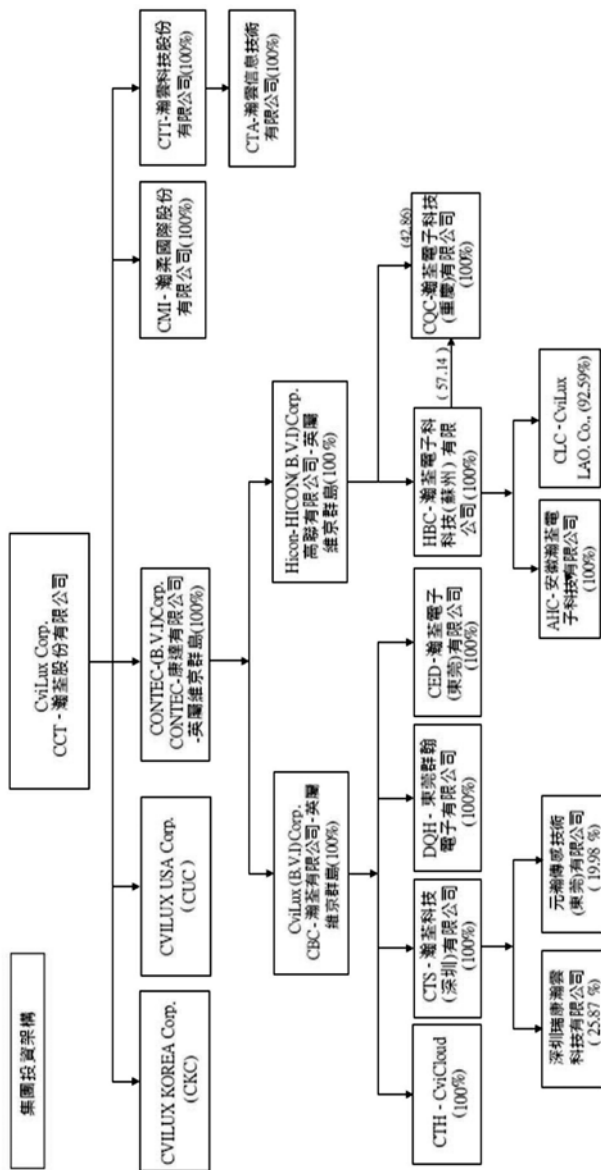 集團投資架構
CviLux Corp.
CCT - 瀚荃股份有限公司
CVILUX KOREA Corp.
(CKC)
CVILUX USA Corp.
(CUC)
CONTEC-(B.V.I)Corp.
CONTEC-康達有限公司
-英屬維京群島(100%)
CMI - 瀚柔國際股份
有限公司(100%)
CTT-瀚雲科技股份
有限公司(100%)
CTA-瀚雲信息技術
有限公司(100%)
CviLux (B.V.I)Corp.
CBC - 瀚荃有限公司-英屬
維京群島(100%)
Hicon-HICON(B.V.I)Corp.
高聯有限公司-英屬
維京群島(100%)
CTH - CviCloud
(100%)
CTS - 瀚荃科技
(深圳)有限公司
(100%)
DQH - 東莞群翰
電子有限公司
(100%)
CED - 瀚荃電子
(東莞)有限公司
(100%)
HBC-瀚荃電子科
技(蘇州) 有限
公司 (100%)
(57.14)
(42.86)
CQC-瀚荃電子科技
(重慶)有限公司
(100%)
深圳瑞康瀚雲
科技有限公司
( 25.87 %)
元瀚傳感技術
(東莞)有限公司
( 19.98 %)
AHC-安徽瀚荃電
子科技有限公司
(100%)
CLC - CviLux
LAO. Co., (92.59%)